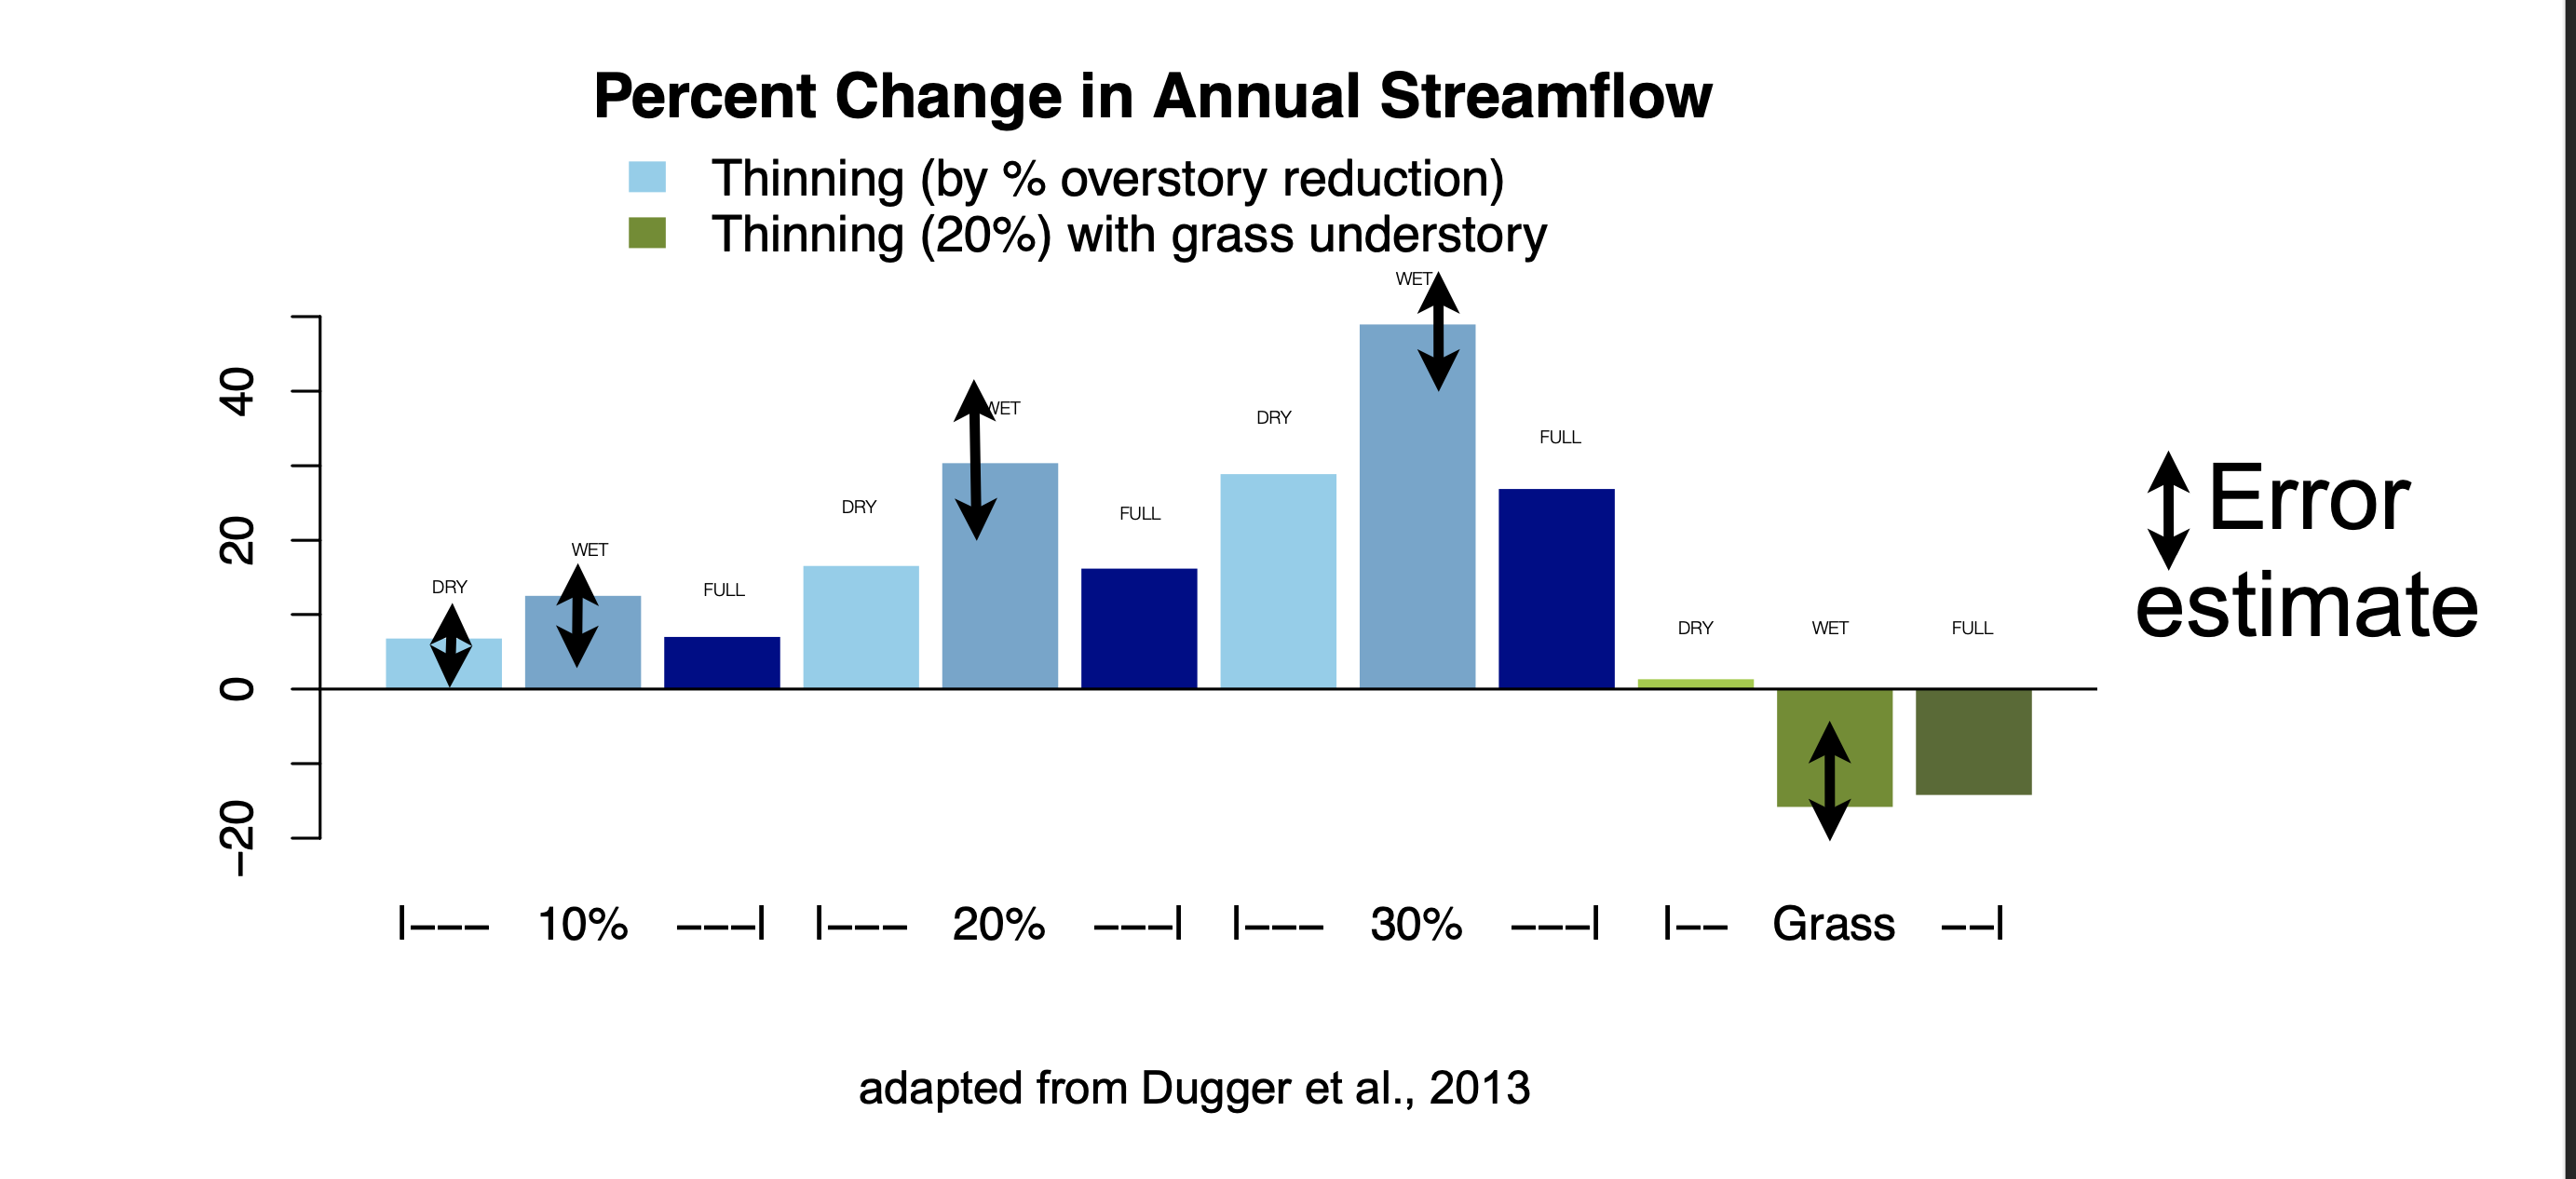 Percent Change in Annual Streamflow
Thinning (by % overstory reduction)
Thinning (20%) with grass understory
WET
40
WET
DRY
FULL
DRY
FULL
20
WET
DRY
FULL
DRY
WET
FULL
0
−20
Error
estimate
|−−− 10% −−−| |−−− 20% −−−| |−−− 30% −−−| |−− Grass −−|
adapted from Dugger et al., 2013